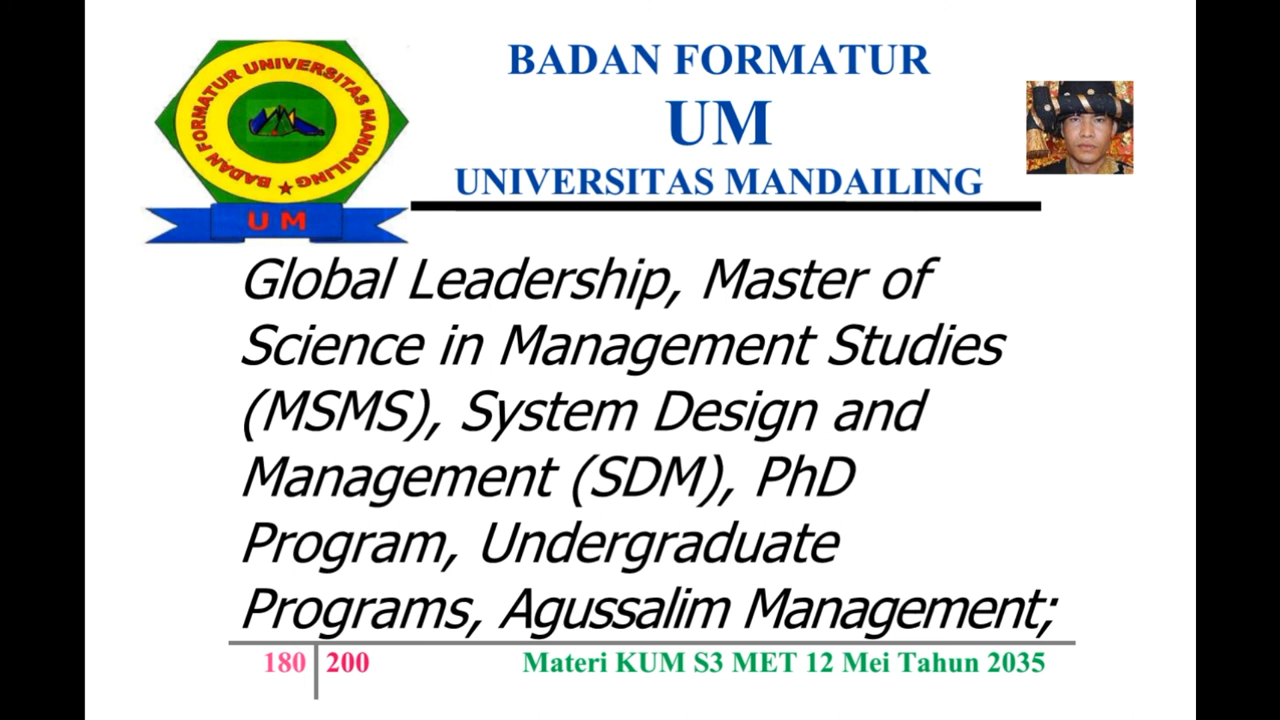 BADAN FORMATUR UNIVERSITAS MANDAILING
UM
BADAN FORMATUR
UM
UNIVERSITAS MANDAILING
Global Leadership, Master of
Science in Management Studies
(MSMS), System Design and
Management (SDM), PhD
Program, Undergraduate
Programs, Agussalim Management;
180 200
Materi KUM S3 MET 12 Mei Tahun 2035